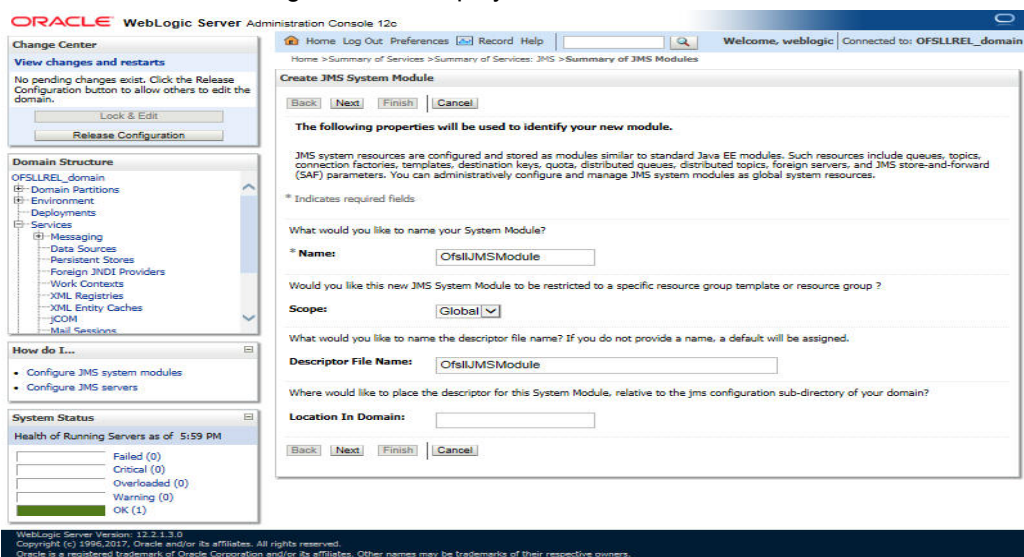 ORACLE WebLogic Server Administration Console 12c
Change Center
View changes and restarts
No pending changes exist. Click the Release
Configuration button to allow others to edit the
domain.
Lock & Edit
Release Configuration
Domain Structure
OFSLLREL_domain
Domain Partitions
Environment
Deployments
Services
Messaging
Data Sources
Persistent Stores
Foreign JNDI Providers
Work Contexts
XML Registries
XML Entity Caches
jCOM
Mail Sessions
How do I...
Configure JMS system modules
Configure JMS servers
System Status
Health of Running Servers as of 5:59 PM
Failed (0)
Critical (0)
Overloaded (0)
Warning (0)
OK (1)
Home Log Out Preferences Record Help
Welcome, weblogic Connected to: OFSLLREL_domain
Home >Summary of Services >Summary of Services: JMS >Summary of JMS Modules
Create JMS System Module
Back Next Finish Cancel
The following properties will be used to identify your new module.
JMS system resources are configured and stored as modules similar to standard Java EE modules. Such resources include queues, topics,
connection factories, templates, destination keys, quota, distributed queues, distributed topics, foreign servers, and JMS store-and-forward
(SAF) parameters. You can administratively configure and manage JMS system modules as global system resources.
* Indicates required fields
What would you like to name your System Module?
* Name: OfsllJMSModule
Would you like this new JMS System Module to be restricted to a specific resource group template or resource group ?
Scope: Global
What would you like to name the descriptor file name? If you do not provide a name, a default will be assigned.
Descriptor File Name: OfsllJMSModule
Where would like to place the descriptor for this System Module, relative to the jms configuration sub-directory of your domain?
Location In Domain:
Back Next Finish Cancel
WebLogic Server Version: 12.2.1.3.0
Copyright (c) 1996,2017, Oracle and/or its affiliates. All rights reserved.
Oracle is a registered trademark of Oracle Corporation and/or its affiliates. Other names may be trademarks of their respective owners.